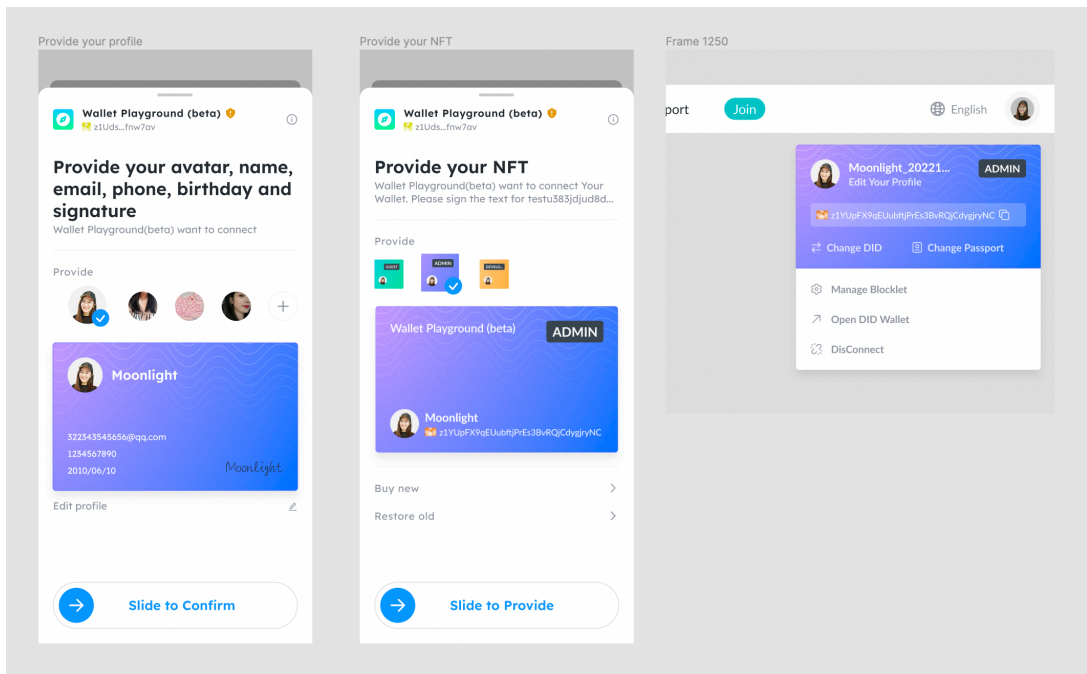 Provide your profile
Wallet Playground (beta)
z1Uds...fnw7av
Provide your avatar, name,
email, phone, birthday and
signature
Wallet Playground(beta) want to connect
Provide
Moonlight
322343545656@qq.com
1234567890
2010/06/10
Moonlight
Edit profile
Slide to Confirm
Provide your NFT
Wallet Playground (beta)
z1Uds...fnw7av
Provide your NFT
Wallet Playground(beta) want to connect Your
Wallet. Please sign the text for testu383jdjud8d...
Provide
GUEST
ADMIN
Wallet Playground (beta)
ADMIN
Moonlight
z1YUpFX9qEUubftjPrEs3BvRQjCdygjryNC
Buy new
Restore old
Slide to Provide
Frame 1250
port
Join
English
Moonlight_20221...
ADMIN
Edit Your Profile
z1YUpFX9qEUubftjPrEs3BvRQjCdygjryNC
Change DID
Change Passport
Manage Blocklet
Open DID Wallet
DisConnect